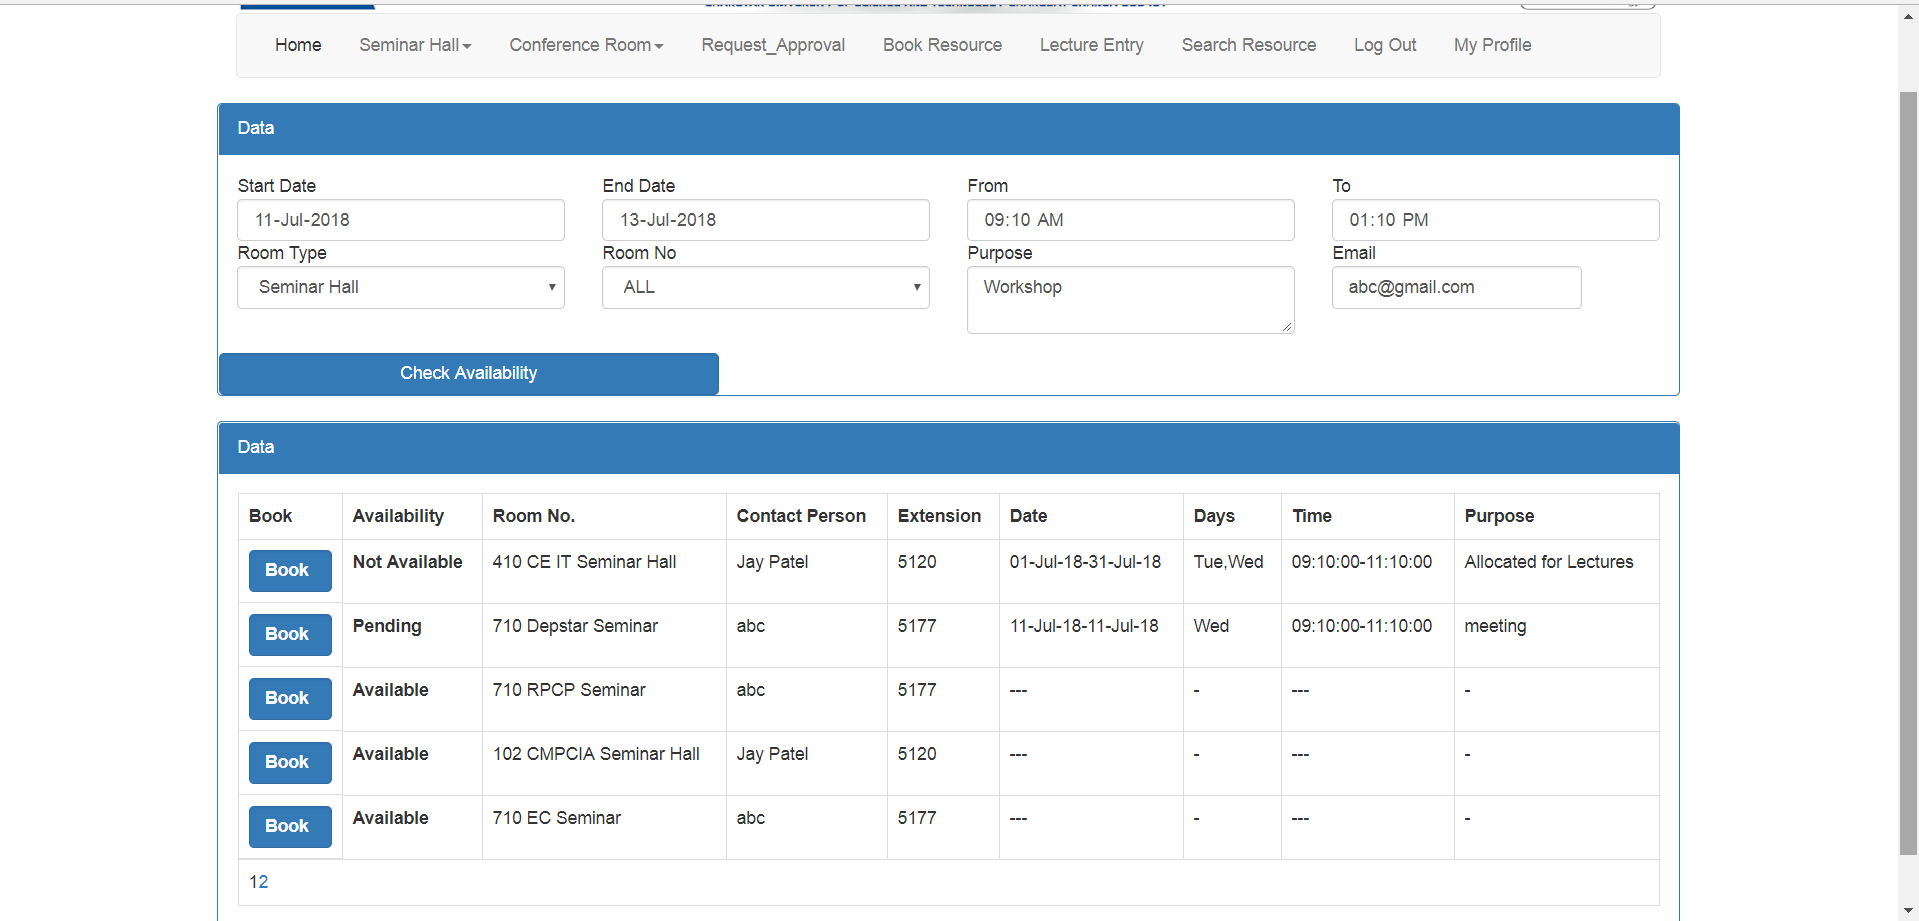 Home Seminar Hall Conference Room Request_Approval Book Resource Lecture Entry Search Resource Log Out My Profile
Data
Start Date End Date From To
11-Jul-2018 13-Jul-2018 09:10 AM 01:10 PM
Room Type Room No Purpose Email
Seminar Hall ALL Workshop abc@gmail.com
Check Availability
Data
Book Availability Room No. Contact Person Extension Date Days Time Purpose
Book Not Available 410 CE IT Seminar Hall Jay Patel 5120 01-Jul-18-31-Jul-18 Tue,Wed 09:10:00-11:10:00 Allocated for Lectures
Book Pending 710 Depstar Seminar abc 5177 11-Jul-18-11-Jul-18 Wed 09:10:00-11:10:00 meeting
Book Available 710 RPCP Seminar abc 5177 --- - --- -
Book Available 102 CMPCIA Seminar Hall Jay Patel 5120 --- - --- -
Book Available 710 EC Seminar abc 5177 --- - --- -
12